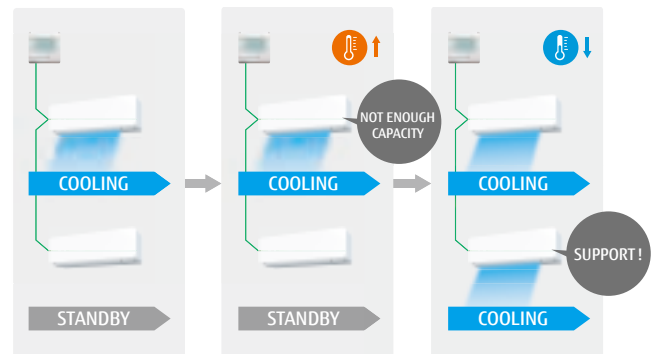 NOT ENOUGH
CAPACITY
COOLING
COOLING
COOLING
SUPPORT !
STANDBY
STANDBY
COOLING